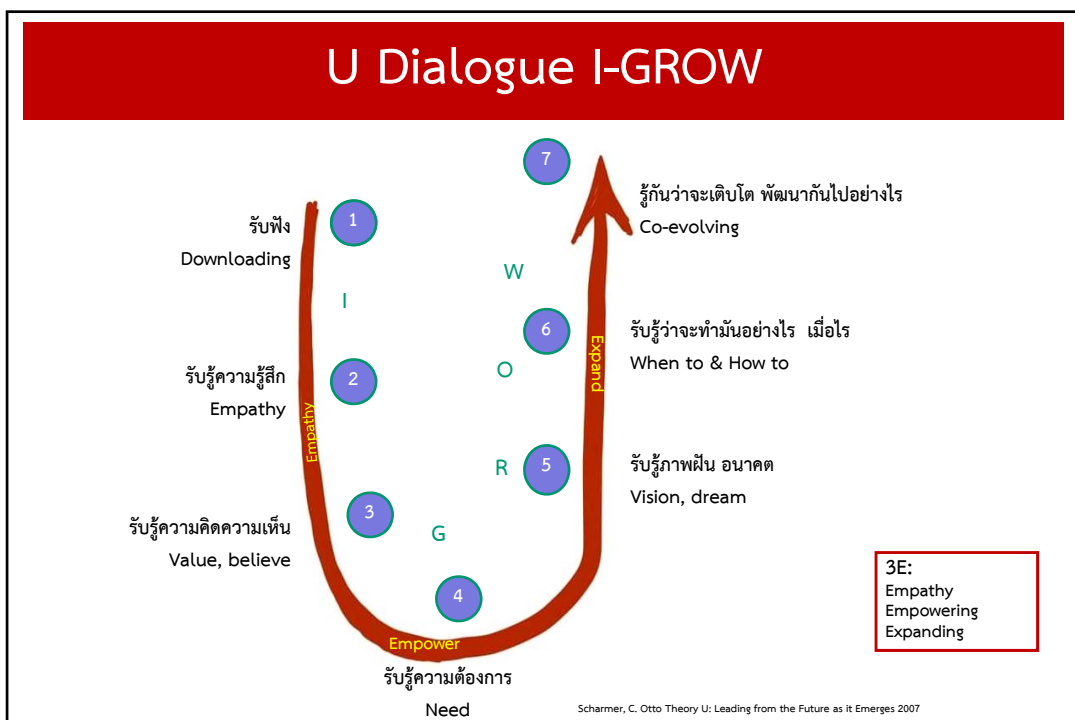 U Dialogue I-GROW
1
รับฟัง
Downloading
I
2
รับรู้ความรู้สึก
Empathy
Empathy
3
รับรู้ความคิดความเห็น
Value, believe
G
4
Empower
รับรู้ความต้องการ
Need
R
5
รับรู้ภาพฝัน อนาคต
Vision, dream
O
6
Expand
รับรู้ว่าจะทำมันอย่างไร เมื่อไร
When to & How to
W
7
รู้กันว่าจะเติบโต พัฒนากันไปอย่างไร
Co-evolving
3E:
Empathy
Empowering
Expanding
Scharmer, C. Otto Theory U: Leading from the Future as it Emerges 2007